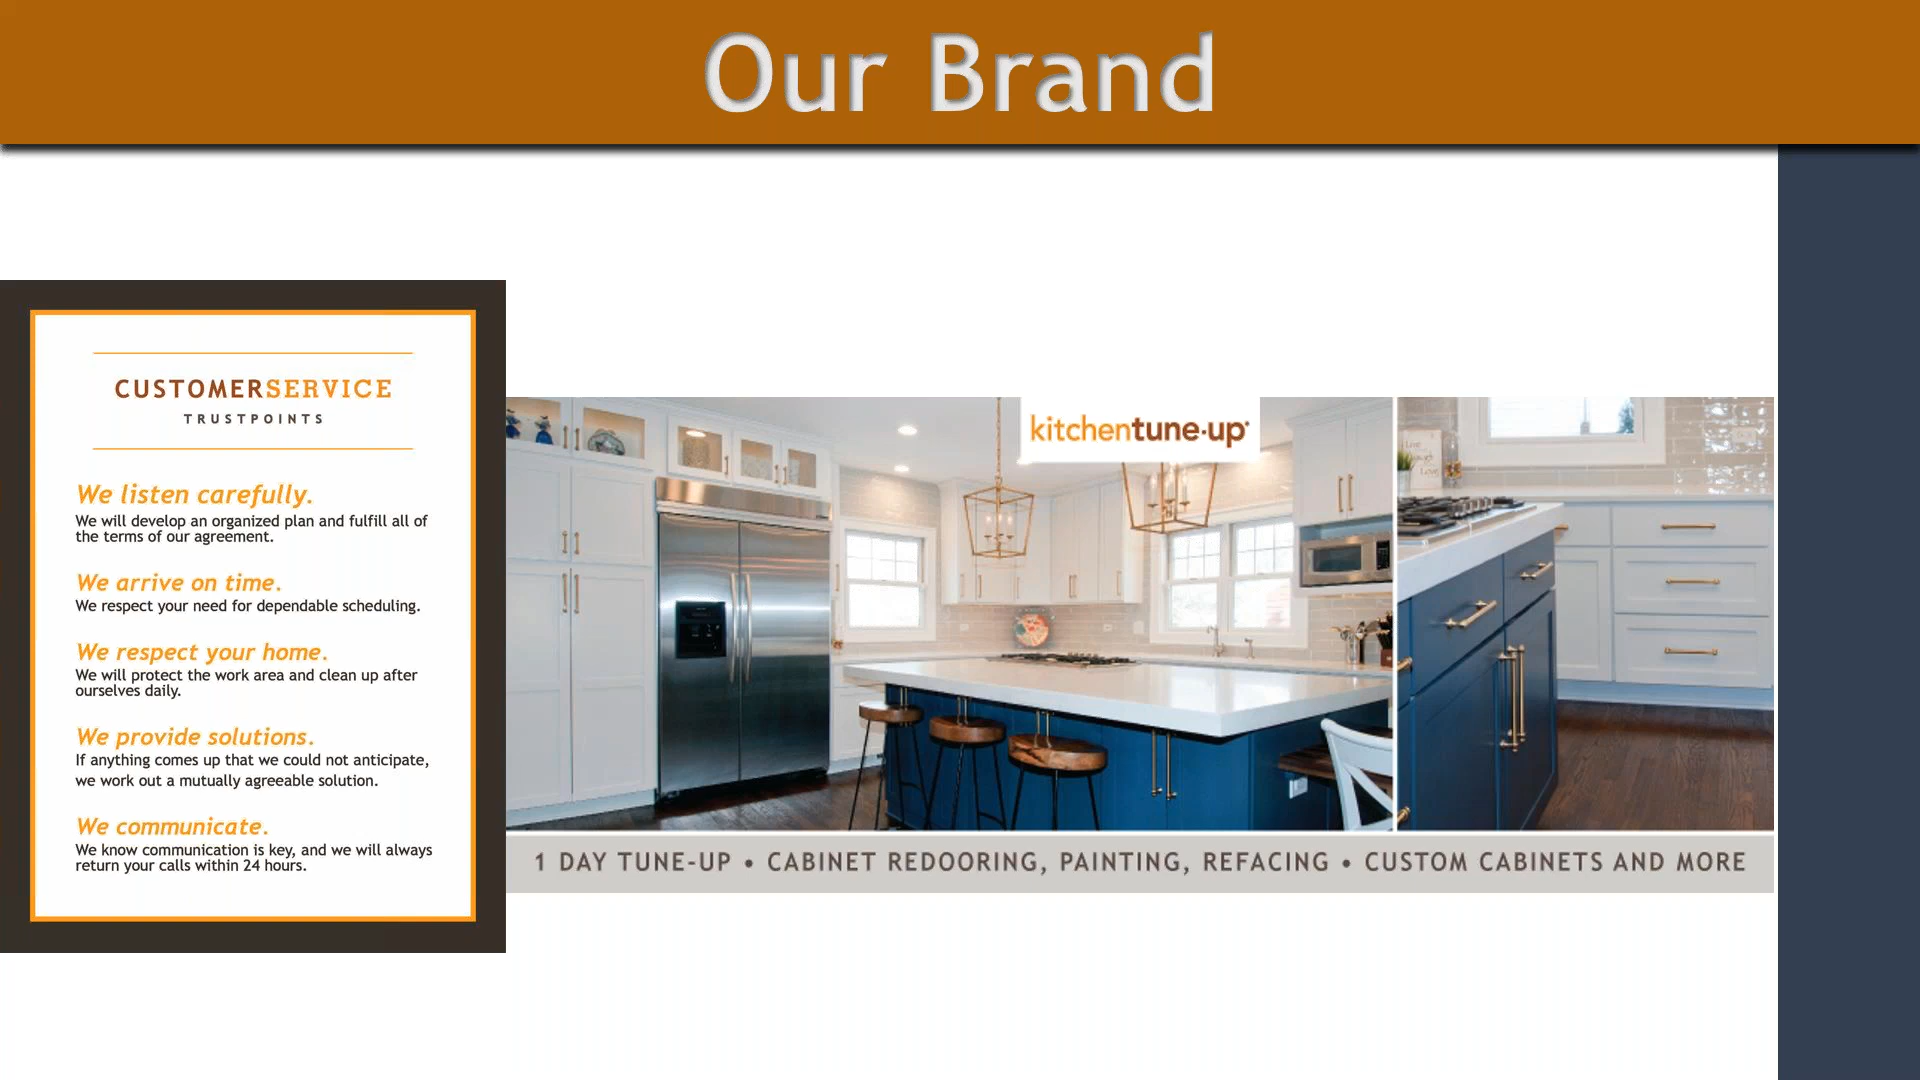 Our Brand
CUSTOMERSERVICE
TRUSTPOINTS
We listen carefully.
We will develop an organized plan and fulfill all of
the terms of our agreement.
We arrive on time.
We respect your need for dependable scheduling.
We respect your home.
We will protect the work area and clean up after
ourselves daily.
We provide solutions.
If anything comes up that we could not anticipate,
we work out a mutually agreeable solution.
We communicate.
We know communication is key, and we will always
return your calls within 24 hours.
kitchentune·up
1 DAY TUNE-UP • CABINET REDOORING, PAINTING, REFACING • CUSTOM CABINETS AND MORE